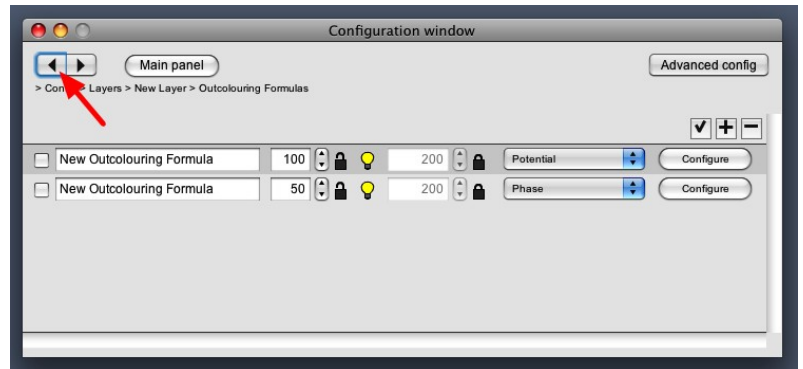 Configuration window
Main panel
Advanced config
> Con Layers > New Layer > Outcolouring Formulas
New Outcolouring Formula 100 200 Potential Configure
New Outcolouring Formula 50 200 Phase Configure